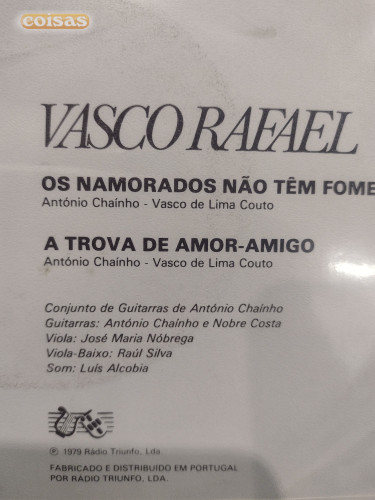 coisas
VASCO RAFAEL
OS NAMORADOS NÃO TÊM FOME
António Chaínho - Vasco de Lima Couto
A TROVA DE AMOR-AMIGO
António Chaínho - Vasco de Lima Couto
Conjunto de Guitarras de António Chaínho
Guitarras: António Chaínho e Nobre Costa
Viola: José Maria Nóbrega
Viola-Baixo: Raúl Silva
Som: Luís Alcobia
Ⓟ 1979 Rádio Triunfo, Lda.
FABRICADO E DISTRIBUIDO EM PORTUGAL
POR RÁDIO TRIUNFO, LDA.